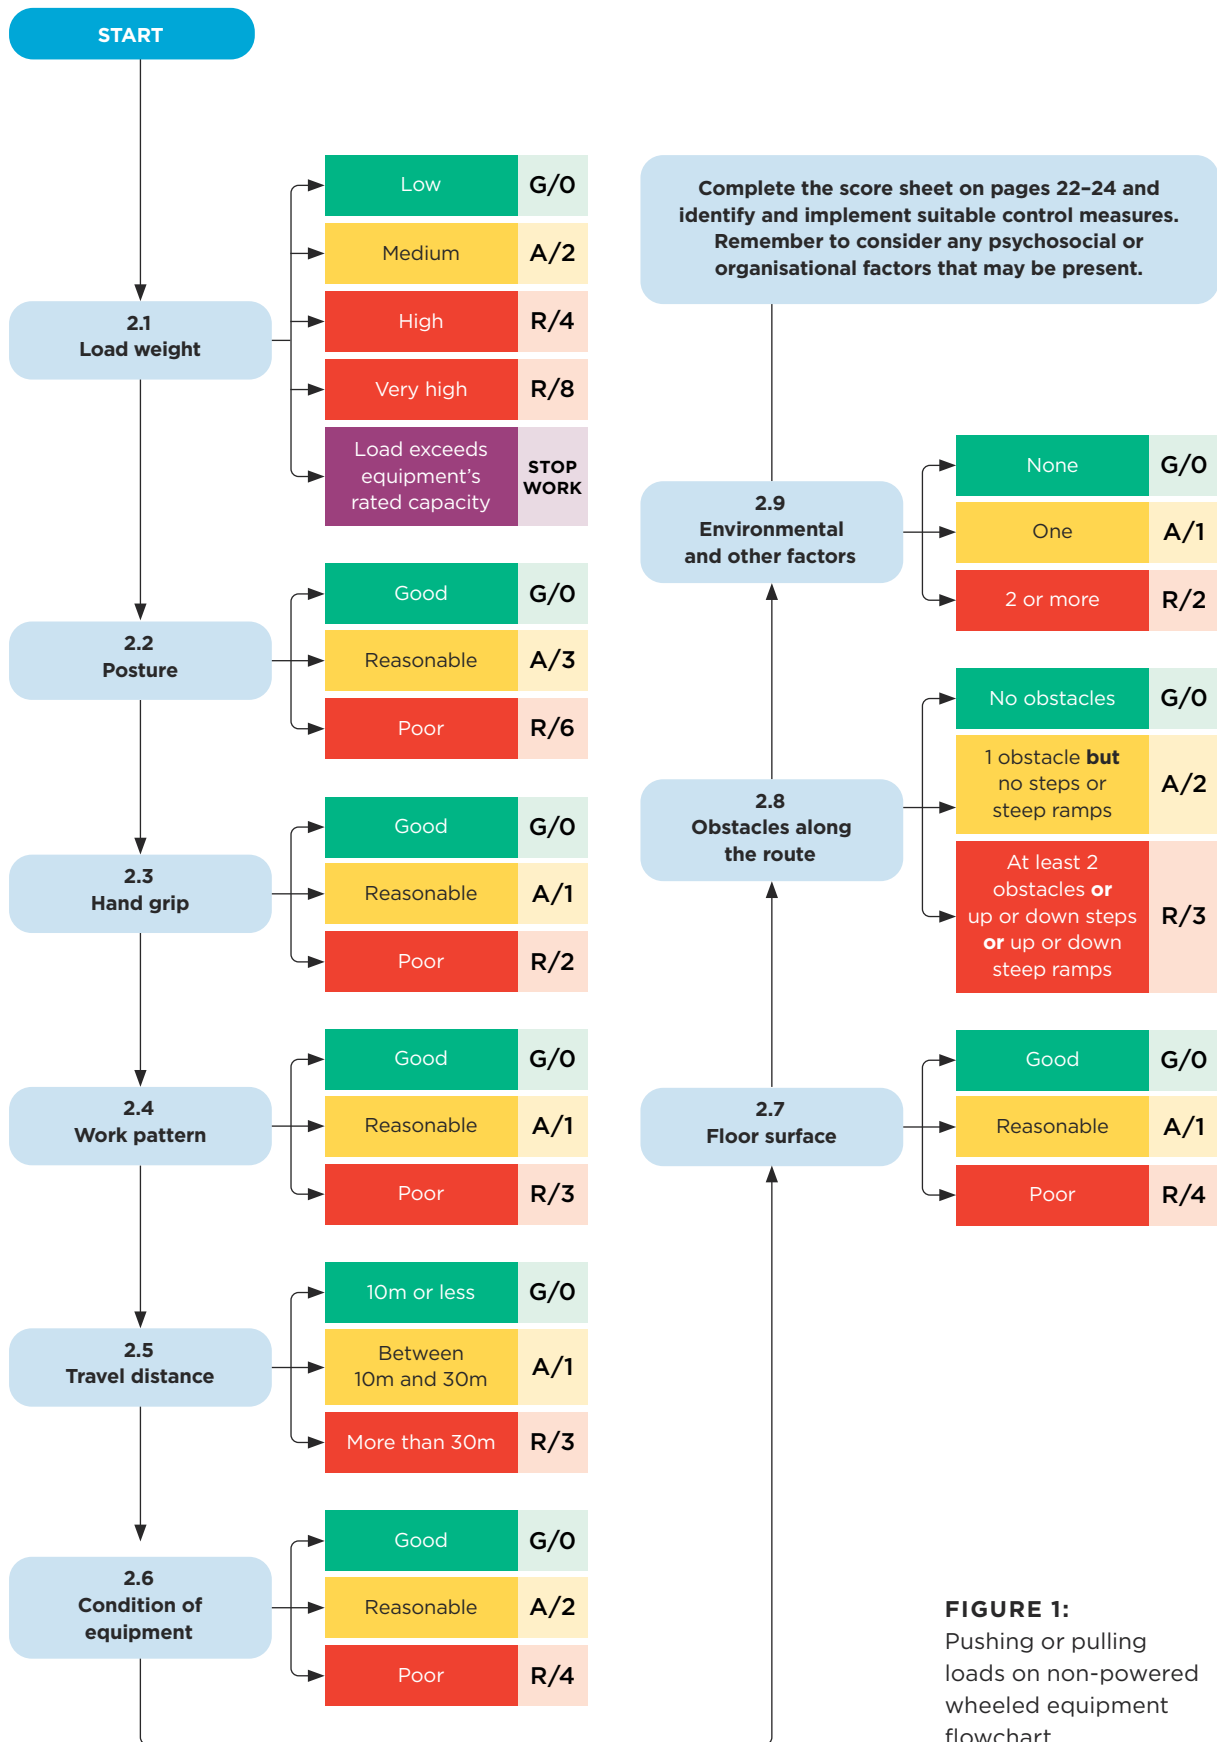 START
2.1
Load weight
Low
G/0
Medium
A/2
High
R/4
Very high
R/8
Load exceeds
equipment's
rated capacity
STOP
WORK
2.2
Posture
Good
G/0
Reasonable
A/3
Poor
R/6
2.3
Hand grip
Good
G/0
Reasonable
A/1
Poor
R/2
2.4
Work pattern
Good
G/0
Reasonable
A/1
Poor
R/3
2.5
Travel distance
10m or less
G/0
Between
10m and 30m
A/1
More than 30m
R/3
2.6
Condition of
equipment
Good
G/0
Reasonable
A/2
Poor
R/4
2.7
Floor surface
Good
G/0
Reasonable
A/1
Poor
R/4
2.8
Obstacles along
the route
No obstacles
G/0
1 obstacle but
no steps or
steep ramps
A/2
At least 2
obstacles or
up or down steps
or up or down
steep ramps
R/3
2.9
Environmental
and other factors
None
G/0
One
A/1
2 or more
R/2
Complete the score sheet on pages 22–24 and
identify and implement suitable control measures.
Remember to consider any psychosocial or
organisational factors that may be present.
FIGURE 1:
Pushing or pulling
loads on non-powered
wheeled equipment
flowchart